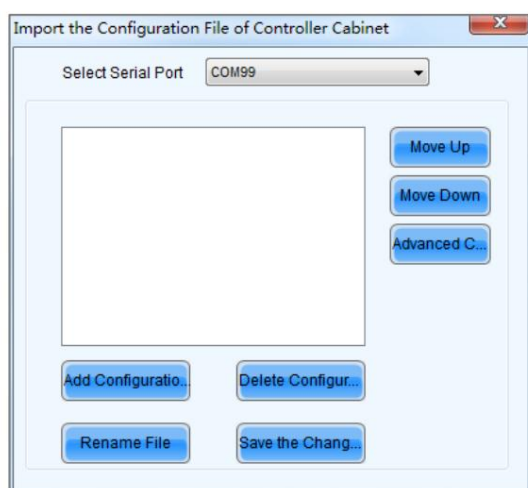 Import the Configuration File of Controller Cabinet
Select Serial Port COM99
Move Up
Move Down
Advanced C...
Add Configuratio...
Delete Configur...
Rename File
Save the Chang...